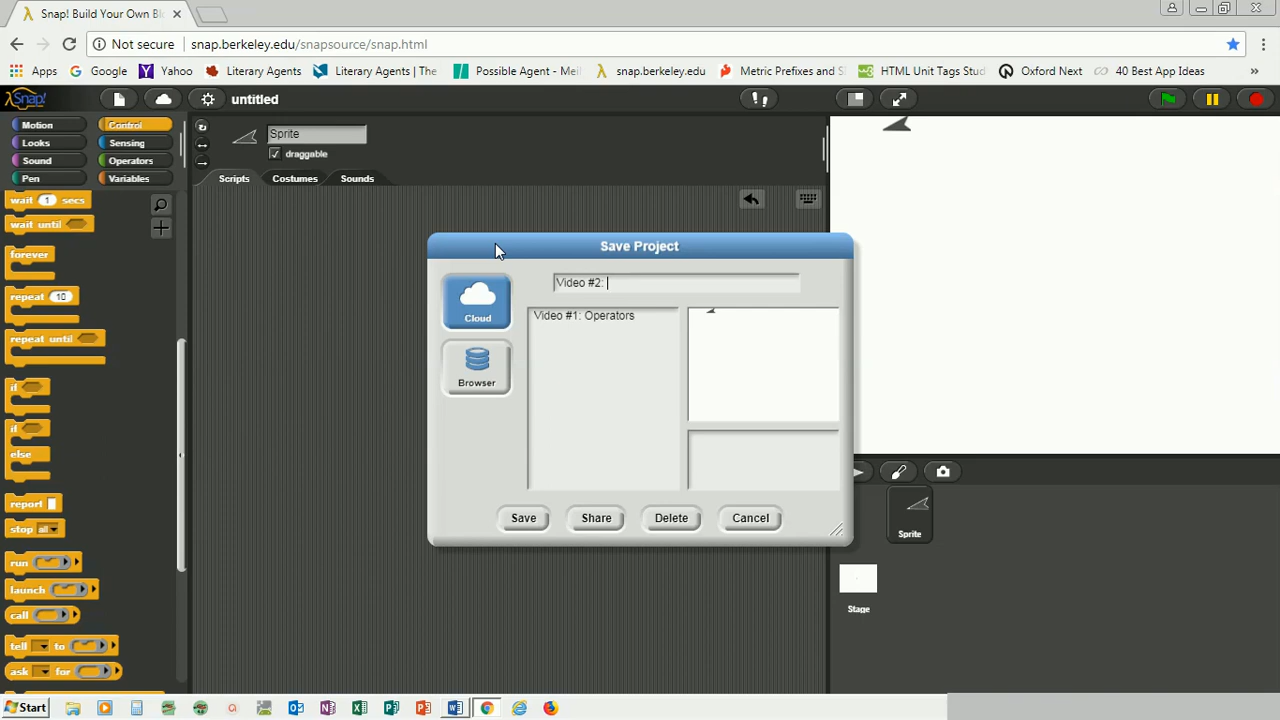 Snap! Build Your Own Bl
Not secure
snap.berkeley.edu/snapsource/snap.html
Apps
Google
Yahoo
Literary Agents
Literary Agents | The
Possible Agent - Meil
snap.berkeley.edu
Metric Prefixes and S
HTML Unit Tags Stud
Oxford Next
40 Best App Ideas
»
Snap!
untitled
Motion
Control
Looks
Sensing
Sound
Operators
Pen
Variables
Sprite
draggable
Scripts
Costumes
Sounds
wait 1 secs
wait until
forever
repeat 10
repeat until
if
if
else
report
stop all
run
launch
call
tell to
ask for
Save Project
Video #2:
Cloud
Browser
Video #1: Operators
Save
Share
Delete
Cancel
Sprite
Stage
Start